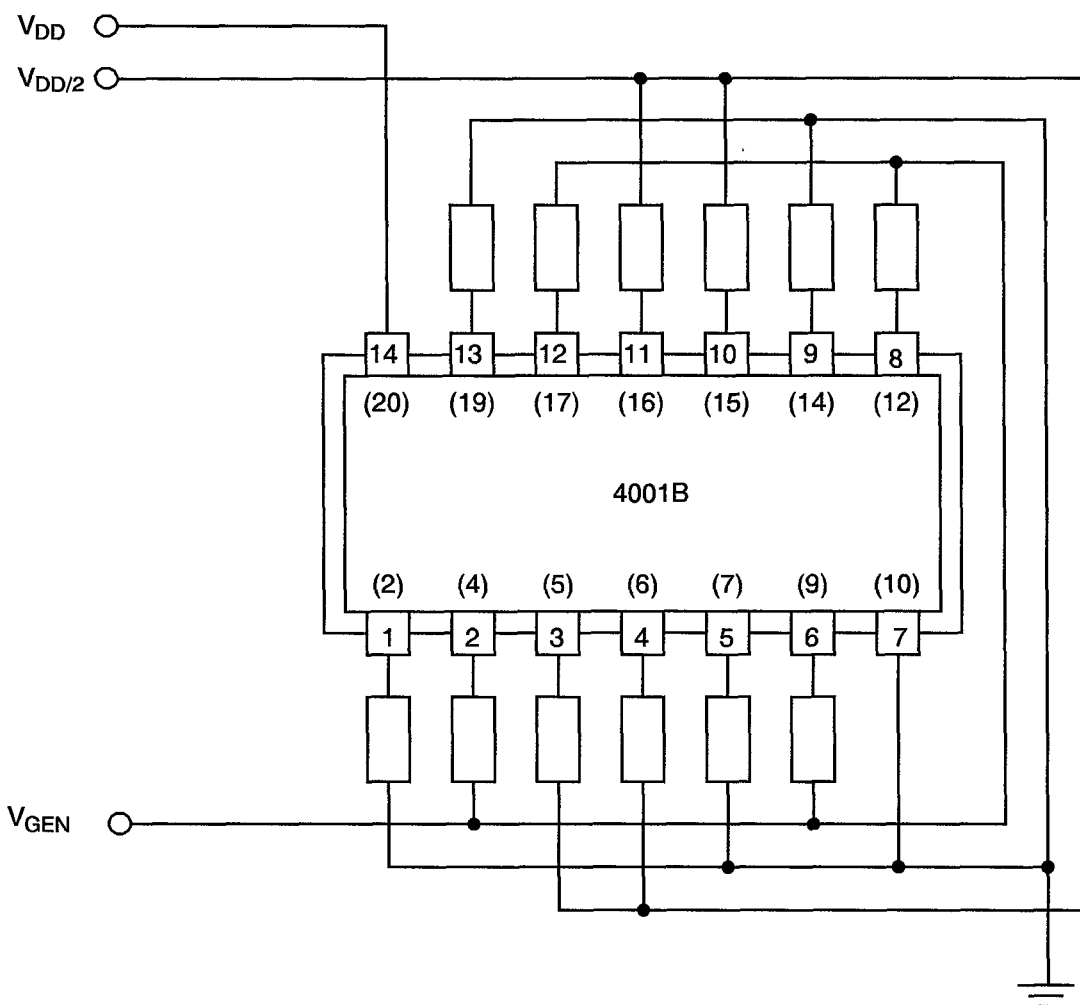 VDD
VDD/2
14 13 12 11 10 9 8
(20) (19) (17) (16) (15) (14) (12)
4001B
(2) (4) (5) (6) (7) (9) (10)
1 2 3 4 5 6 7
VGEN